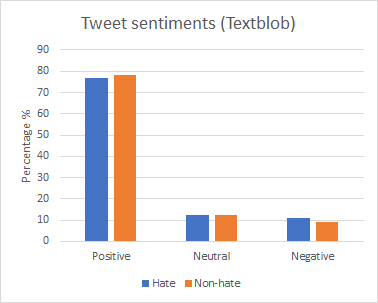 Tweet sentiments (Textblob)
Percentage %
90
80
70
60
50
40
30
20
10
0
Positive Neutral Negative
Hate Non-hate